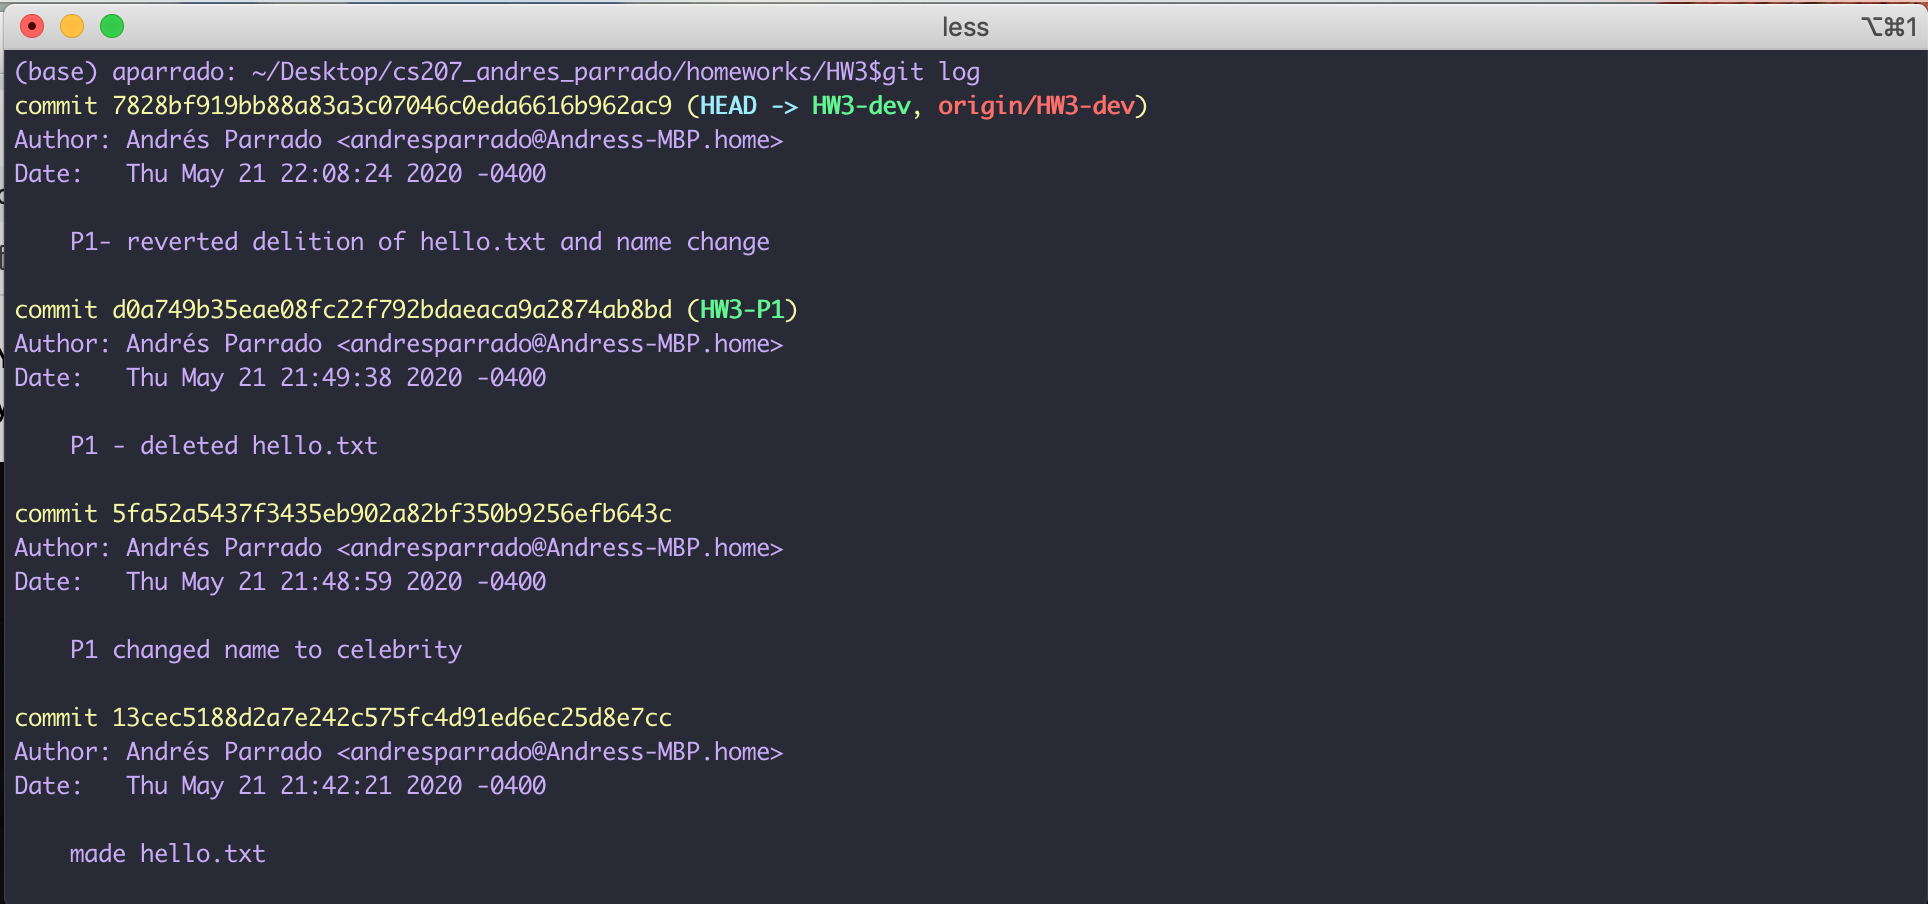 less
⌥⌘1
(base) aparrado: ~/Desktop/cs207_andres_parrado/homeworks/HW3$git log
commit 7828bf919bb88a83a3c07046c0eda6616b962ac9 (HEAD -> HW3-dev, origin/HW3-dev)
Author: Andrés Parrado <andresparrado@Andress-MBP.home>
Date:   Thu May 21 22:08:24 2020 -0400
    P1- reverted delition of hello.txt and name change
commit d0a749b35eae08fc22f792bdaeaca9a2874ab8bd (HW3-P1)
Author: Andrés Parrado <andresparrado@Andress-MBP.home>
Date:   Thu May 21 21:49:38 2020 -0400
    P1 - deleted hello.txt
commit 5fa52a5437f3435eb902a82bf350b9256efb643c
Author: Andrés Parrado <andresparrado@Andress-MBP.home>
Date:   Thu May 21 21:48:59 2020 -0400
    P1 changed name to celebrity
commit 13cec5188d2a7e242c575fc4d91ed6ec25d8e7cc
Author: Andrés Parrado <andresparrado@Andress-MBP.home>
Date:   Thu May 21 21:42:21 2020 -0400
    made hello.txt